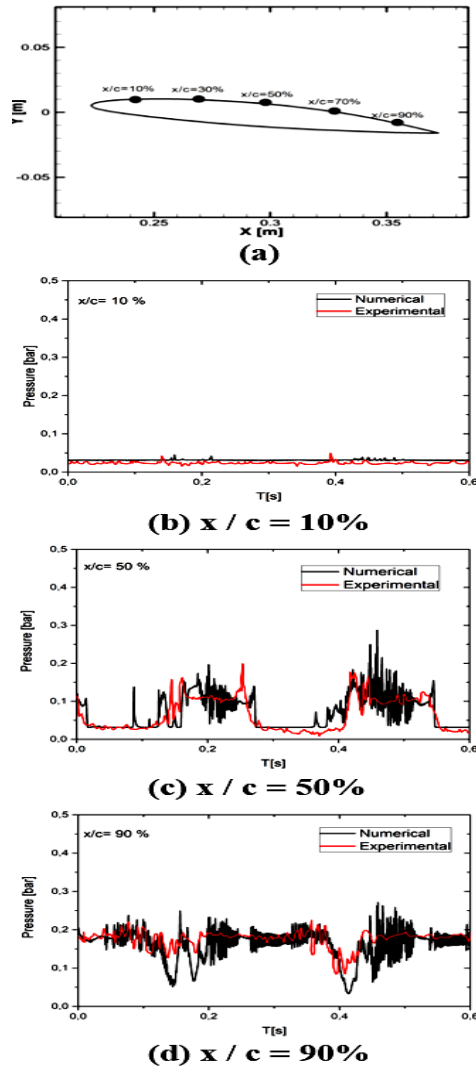 0.05
Y [m]
0
-0.05
x/c=10%
x/c=30%
x/c=50%
x/c=70%
x/c=90%
0.25
0.3
0.35
X [m]
(a)
x/c= 10 %
Numerical
Experimental
Pressure [bar]
0,5
0,4
0,3
0,2
0,1
0,0
0,0 0,2 0,4 0,6
T[s]
(b) x / c = 10%
x/c= 50 %
Numerical
Experimental
Pressure [bar]
0,5
0,4
0,3
0,2
0,1
0,0
0,0 0,2 0,4 0,6
T[s]
(c) x / c = 50%
x/c= 90 %
Numerical
Experimental
Pressure [bar]
0,5
0,4
0,3
0,2
0,1
0,0
0,0 0,2 0,4 0,6
T[s]
(d) x / c = 90%